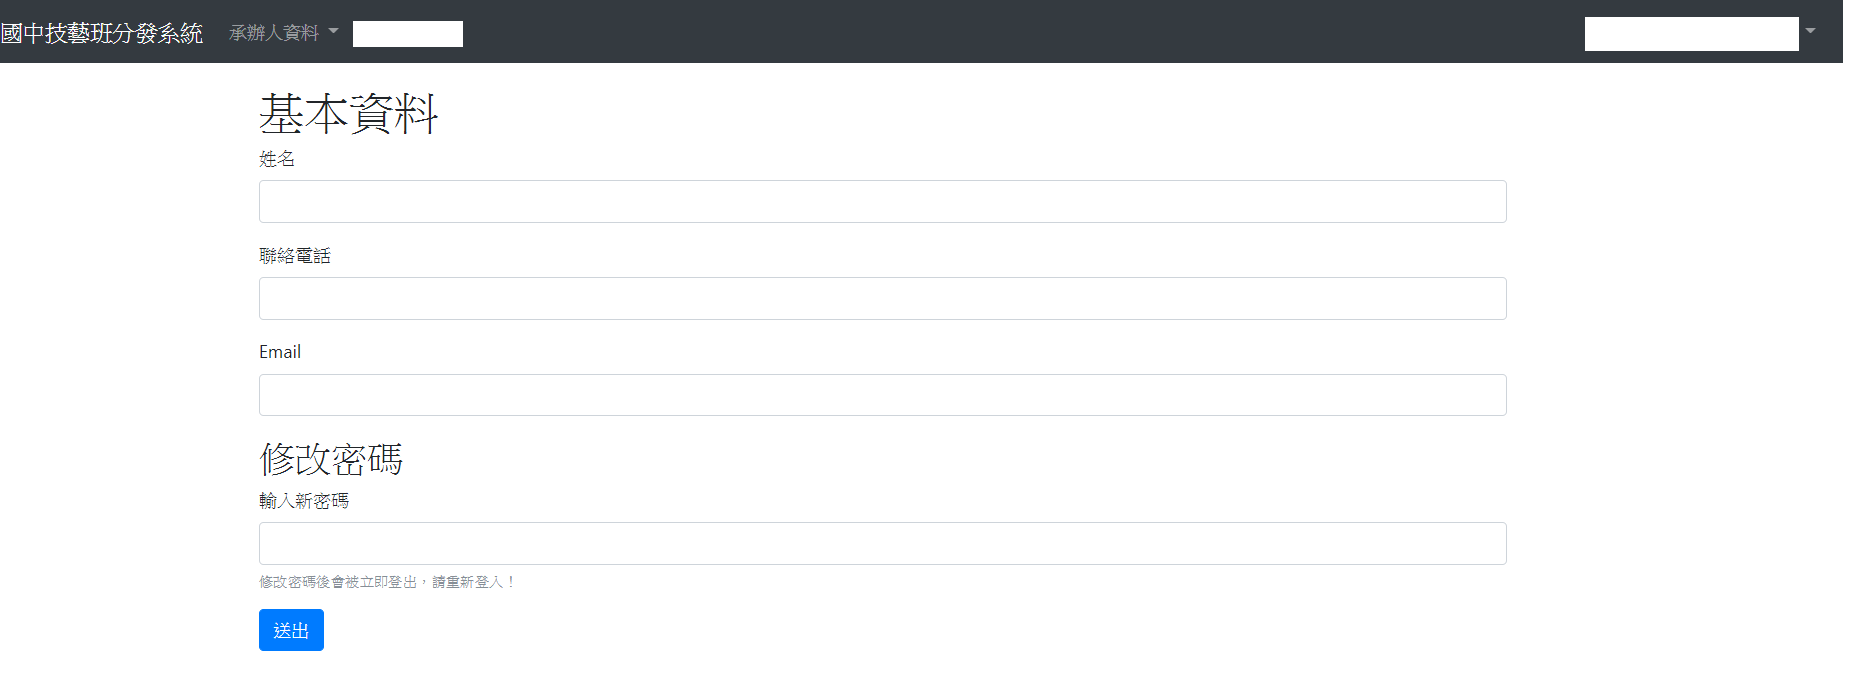 國中技藝班分發系統 承辦人資料
基本資料
姓名
聯絡電話
Email
修改密碼
輸入新密碼
修改密碼後會被立即登出，請重新登入！
送出